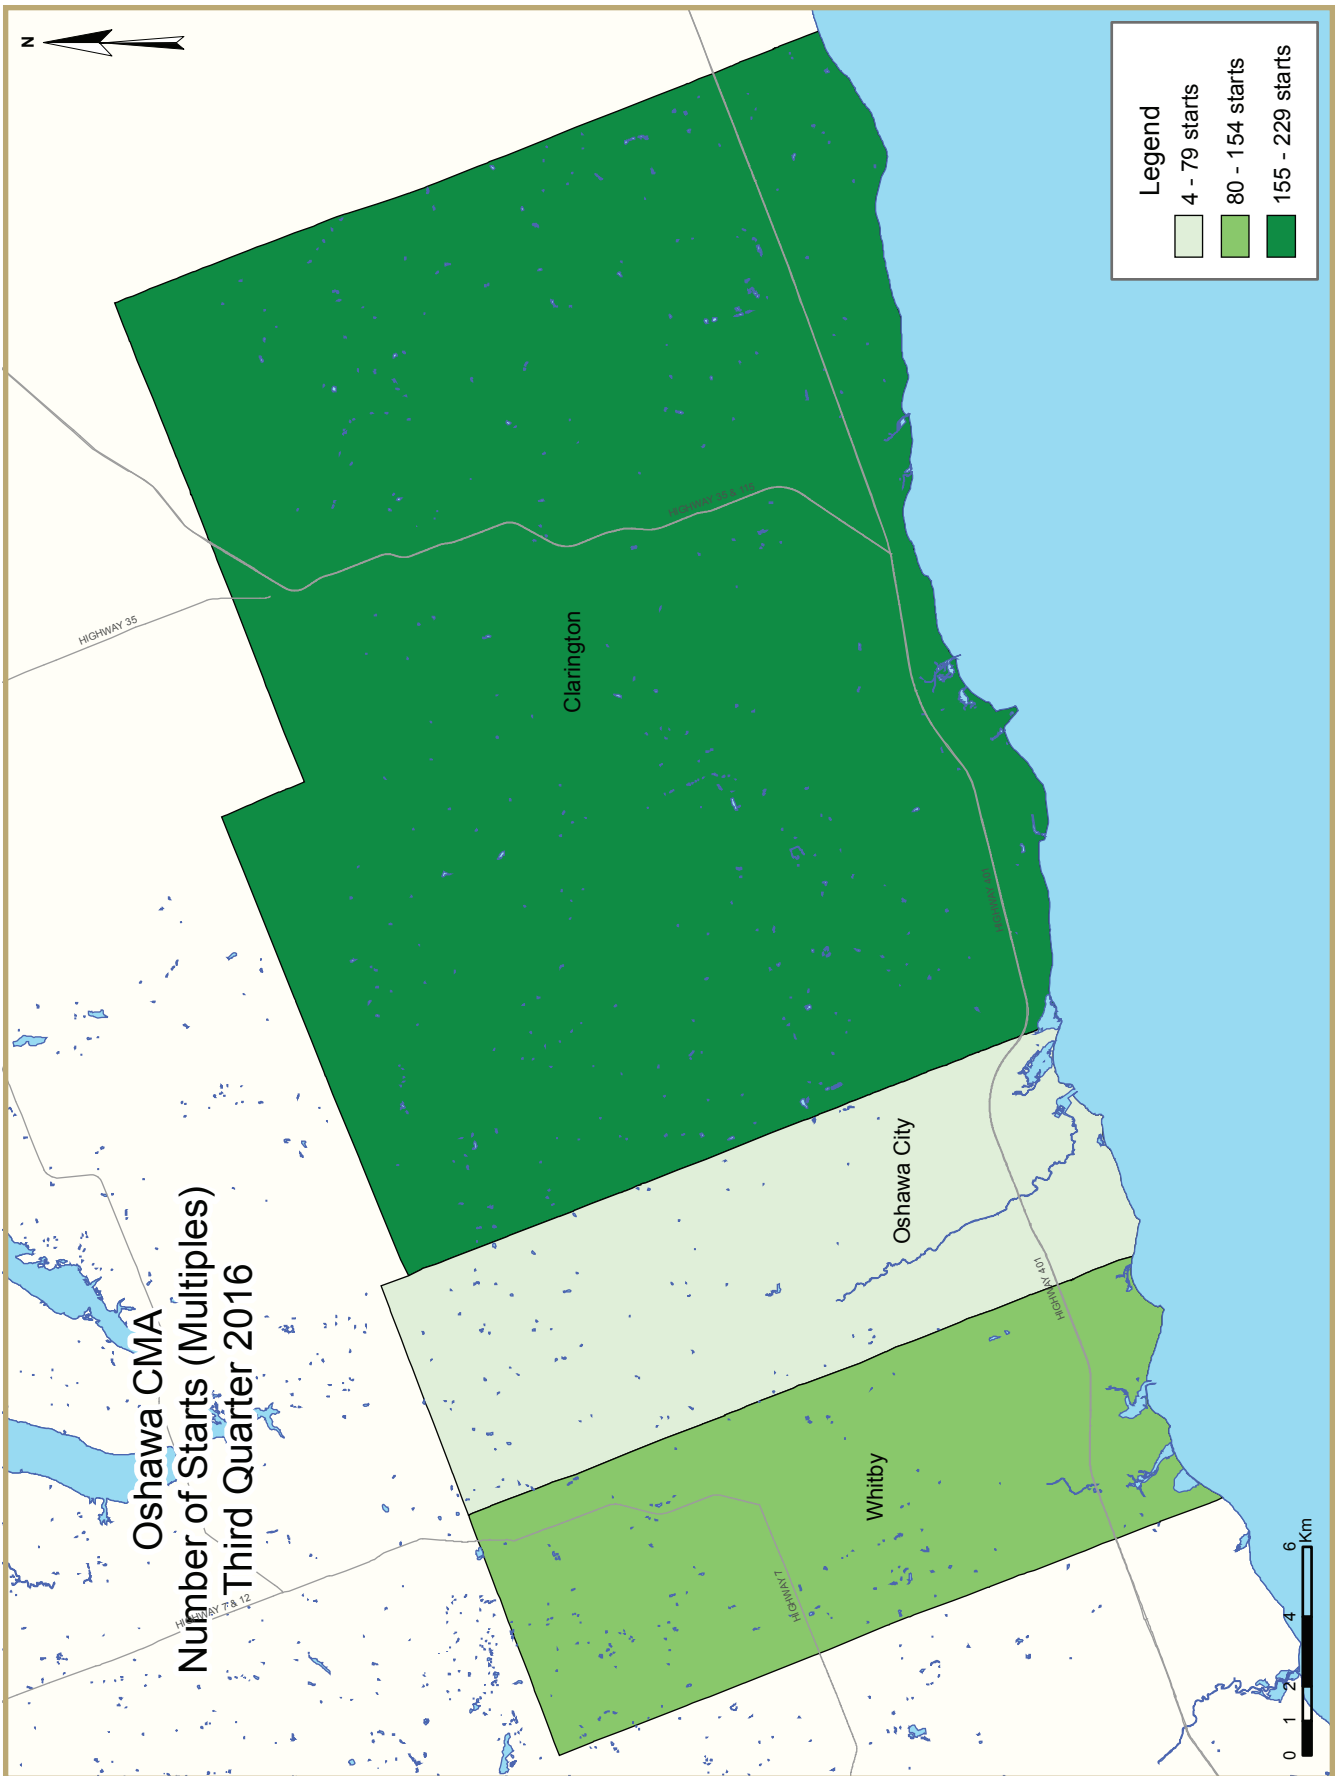 Oshawa CMA
Number of Starts (Multiples)
Third Quarter 2016
N
HIGHWAY 7 & 12
HIGHWAY 35
HIGHWAY 35 & 115
HIGHWAY 7
HIGHWAY 401
HIGHWAY 401
Clarington
Oshawa City
Whitby
0 1 2 4 6
Km
Legend
4 - 79 starts
80 - 154 starts
155 - 229 starts